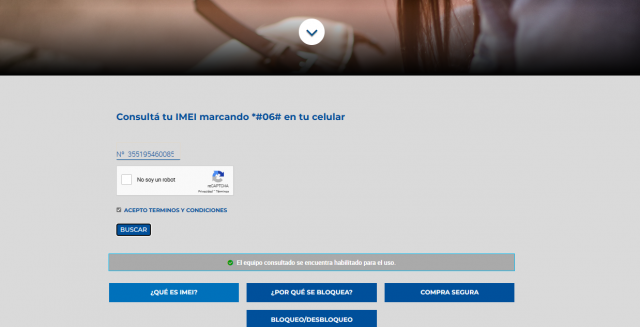 Consultá tu IMEI marcando *#06# en tu celular
Nº 355195460085
No soy un robot
reCAPTCHA
Privacidad - Términos
ACEPTO TERMINOS Y CONDICIONES
BUSCAR
El equipo consultado se encuentra habilitado para el uso.
¿QUÉ ES IMEI?
¿POR QUÉ SE BLOQUEA?
COMPRA SEGURA
BLOQUEO/DESBLOQUEO